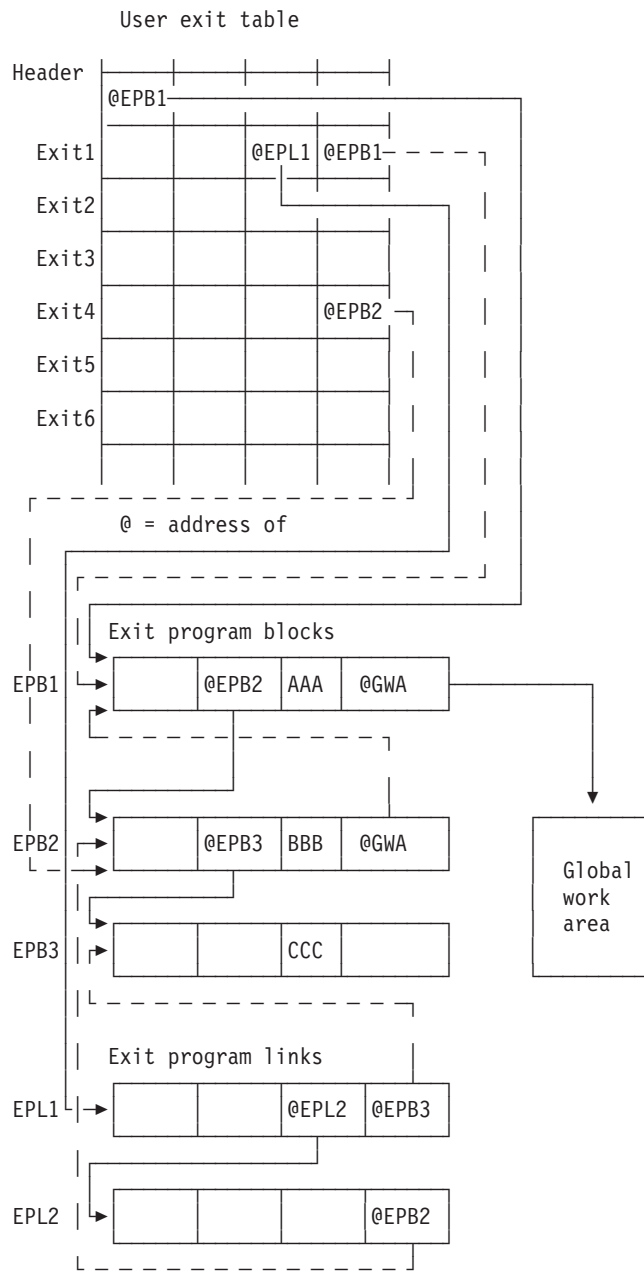 User exit table
Header
@EPB1
Exit1 @EPL1 @EPB1
Exit2
Exit3
Exit4 @EPB2
Exit5
Exit6
@ = address of
Exit program blocks
EPB1 @EPB2 AAA @GWA
EPB2 @EPB3 BBB @GWA
Global
work
area
EPB3 CCC
Exit program links
EPL1 @EPL2 @EPB3
EPL2 @EPB2